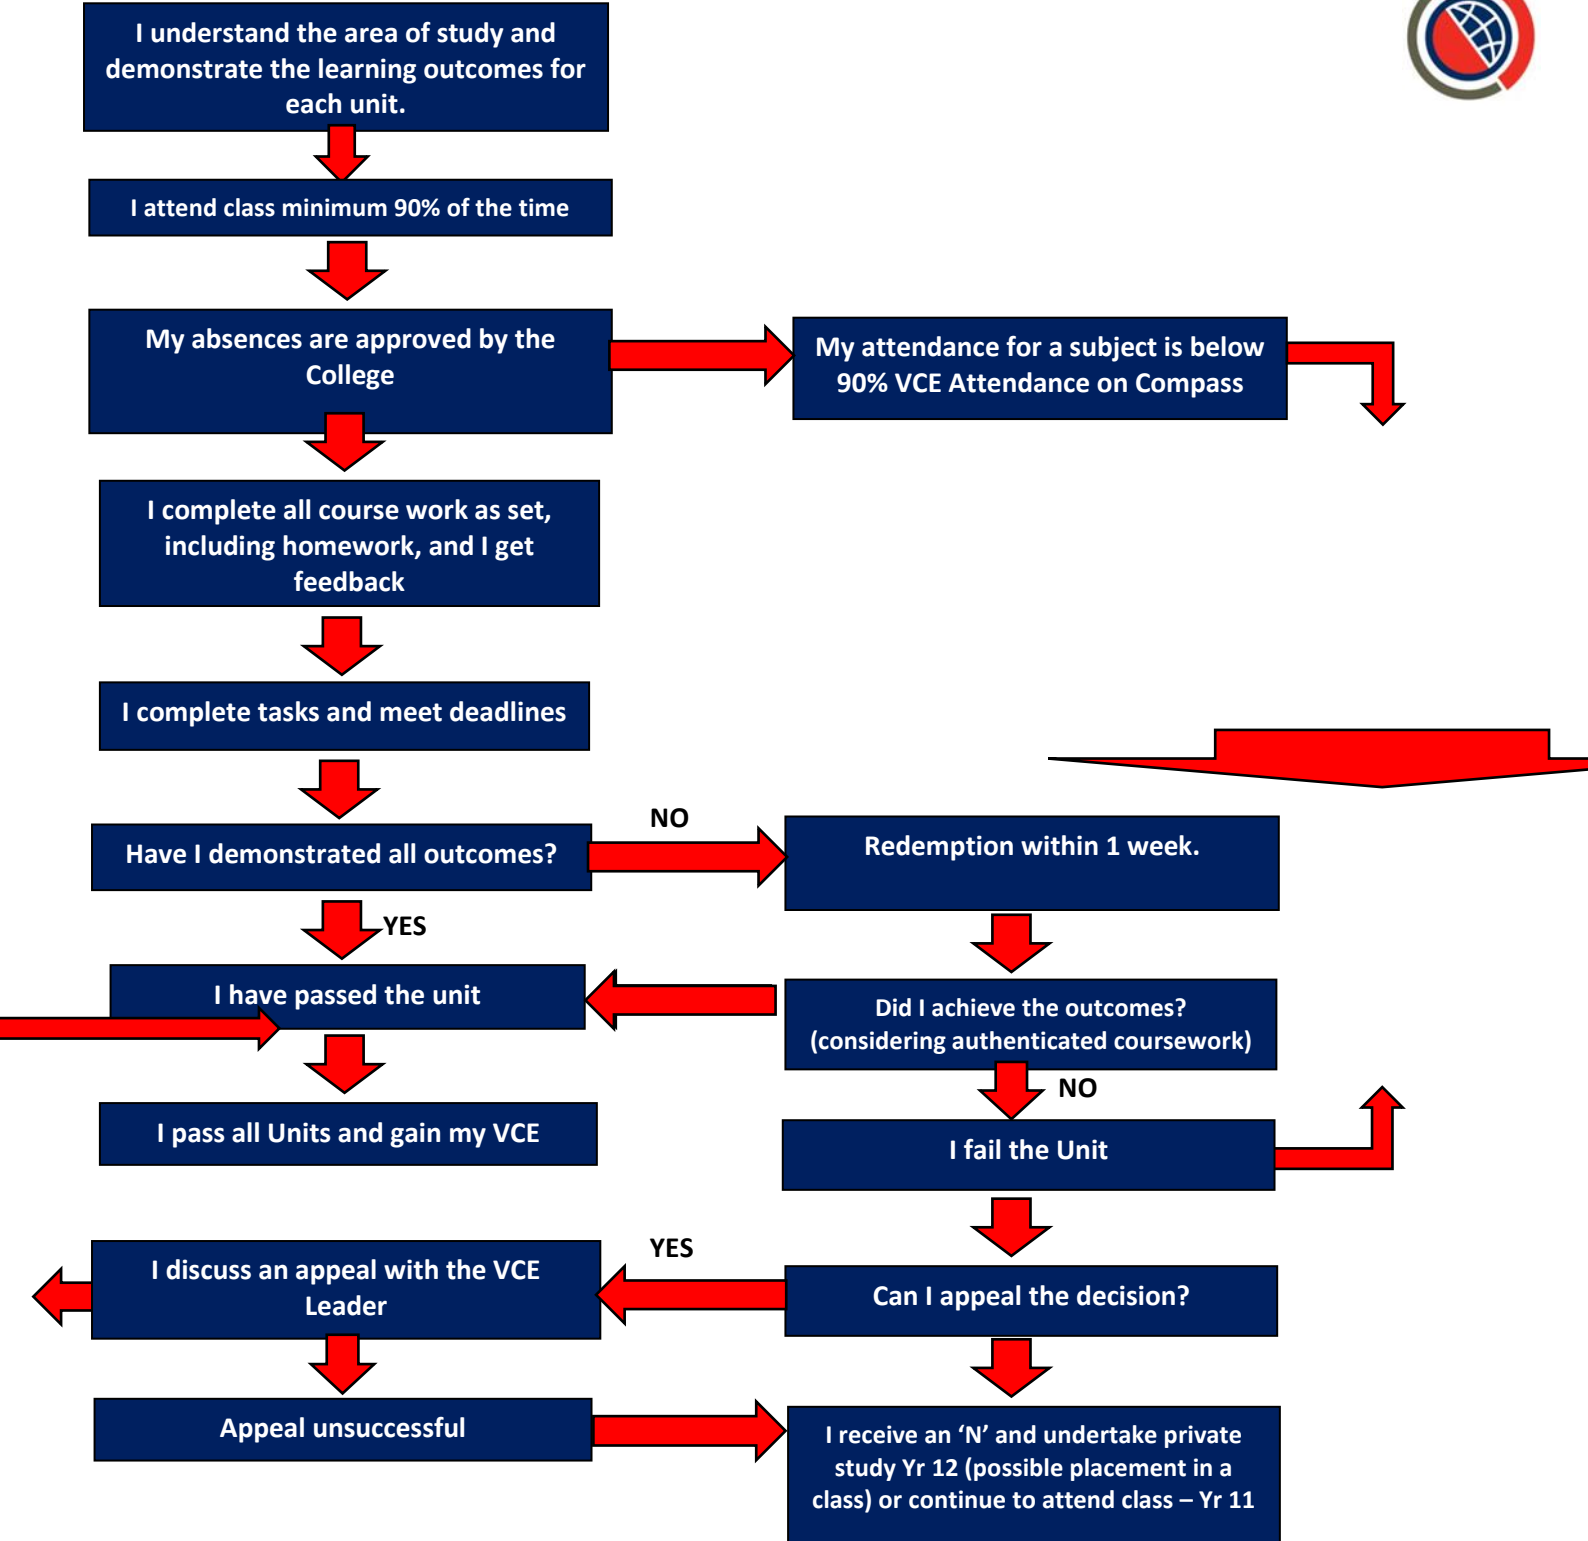 I understand the area of study and
demonstrate the learning outcomes for
each unit.
I attend class minimum 90% of the time
My absences are approved by the
College
My attendance for a subject is below
90% VCE Attendance on Compass
I complete all course work as set,
including homework, and I get
feedback
I complete tasks and meet deadlines
Have I demonstrated all outcomes?
NO
Redemption within 1 week.
YES
I have passed the unit
Did I achieve the outcomes?
(considering authenticated coursework)
NO
I pass all Units and gain my VCE
I fail the Unit
I discuss an appeal with the VCE
Leader
YES
Can I appeal the decision?
Appeal unsuccessful
I receive an ‘N’ and undertake private
study Yr 12 (possible placement in a
class) or continue to attend class – Yr 11